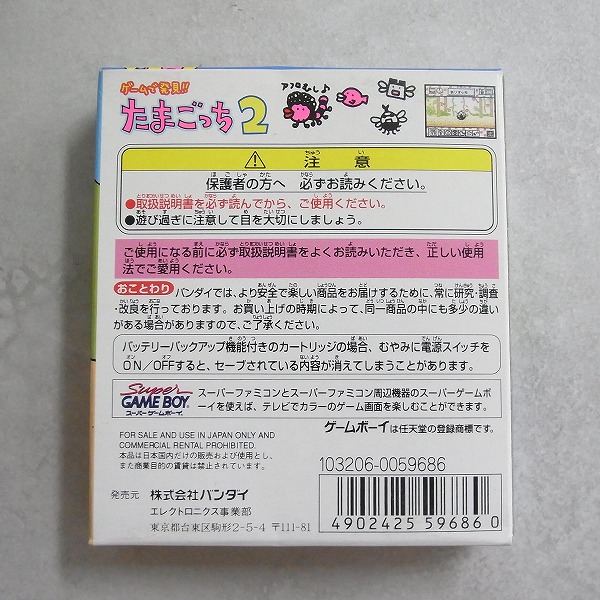 ゲームで発見!!
たまごっち2
アフロむし♪
注意
保護者の方へ 必ずお読みください。
●取扱説明書を必ず読んでから、ご使用ください。
●遊び過ぎに注意して目を大切にしましょう。
ご使用になる前に必ず取扱説明書をよくお読みいただき、正しい使用
法でご愛用ください。
おことわり バンダイでは、より安全で楽しい商品をお届けするために、常に研究・調査
・改良を行っております。お買い上げの時期によって、同一商品の中にも多少の違い
がある場合がありますので、ご了承ください。
バッテリーバックアップ機能付きのカートリッジの場合、むやみに電源スイッチを
ON/OFFすると、セーブされている内容が消えてしまうことがあります。
Super
GAME BOY
スーパーゲームボーイ
スーパーファミコンとスーパーファミコン周辺機器のスーパーゲームボ
ーイを使えば、テレビでカラーのゲーム画面を楽しむことができます。
ゲームボーイは任天堂の登録商標です。
FOR SALE AND USE IN JAPAN ONLY AND
COMMERCIAL RENTAL PROHIBITED.
本品は日本国内だけの販売および使用とし、
また商業目的の賃貸は禁止されています。
103206-0059686
発売元 株式会社バンダイ
エレクトロニクス事業部
東京都台東区駒形2-5-4 〒111-81
4902425 596860